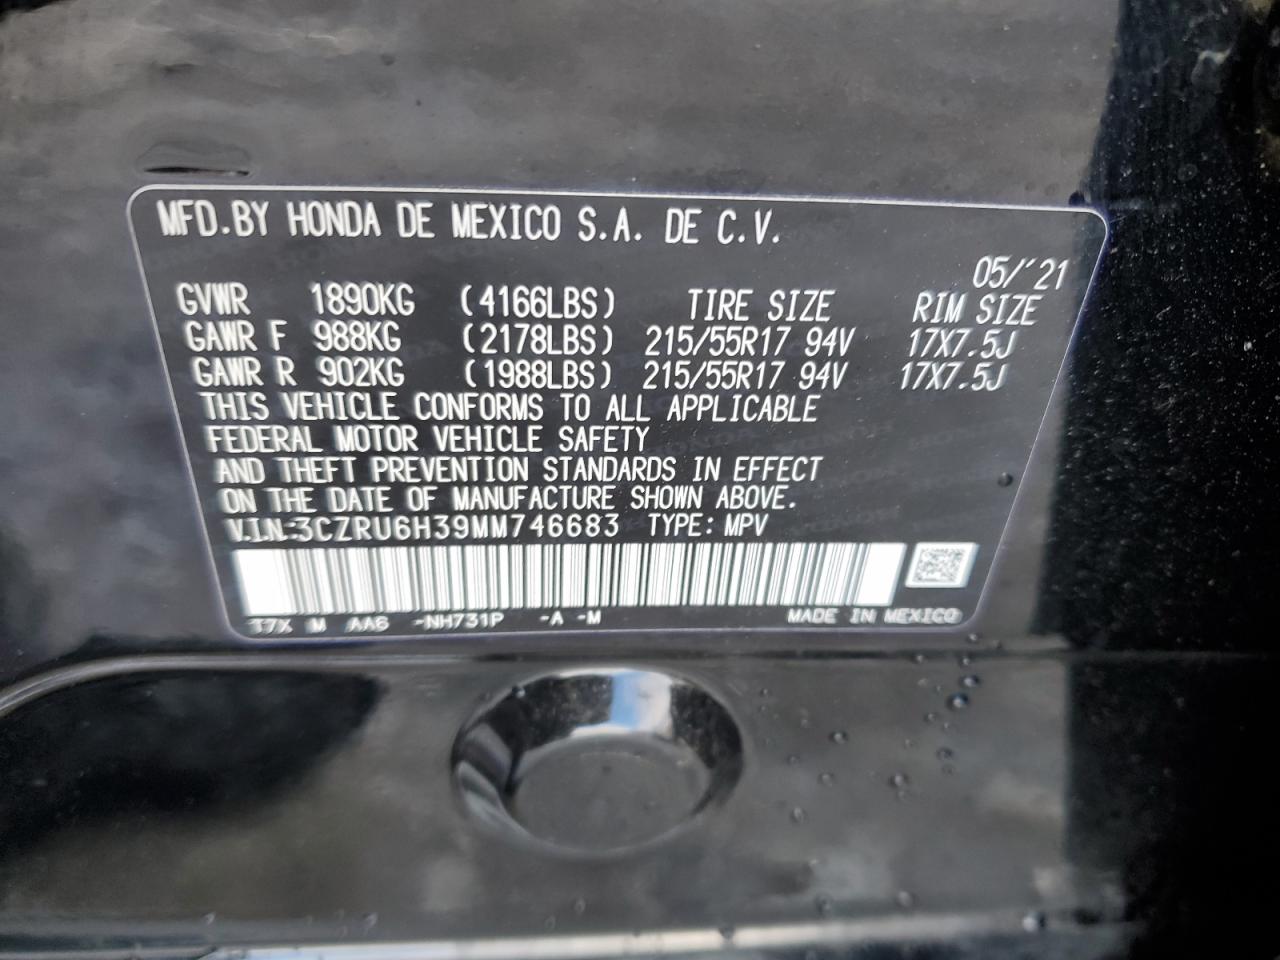 MFD.BY HONDA DE MEXICO S.A. DE C.V.
05/'21
GVWR 1890KG (4166LBS) TIRE SIZE RIM SIZE
GAWR F 988KG (2178LBS) 215/55R17 94V 17X7.5J
GAWR R 902KG (1988LBS) 215/55R17 94V 17X7.5J
THIS VEHICLE CONFORMS TO ALL APPLICABLE
FEDERAL MOTOR VEHICLE SAFETY
AND THEFT PREVENTION STANDARDS IN EFFECT
ON THE DATE OF MANUFACTURE SHOWN ABOVE.
V.I.N:3CZRU6H39MM746683 TYPE: MPV
T7X M AA6 -NH731P -A -M MADE IN MEXICO